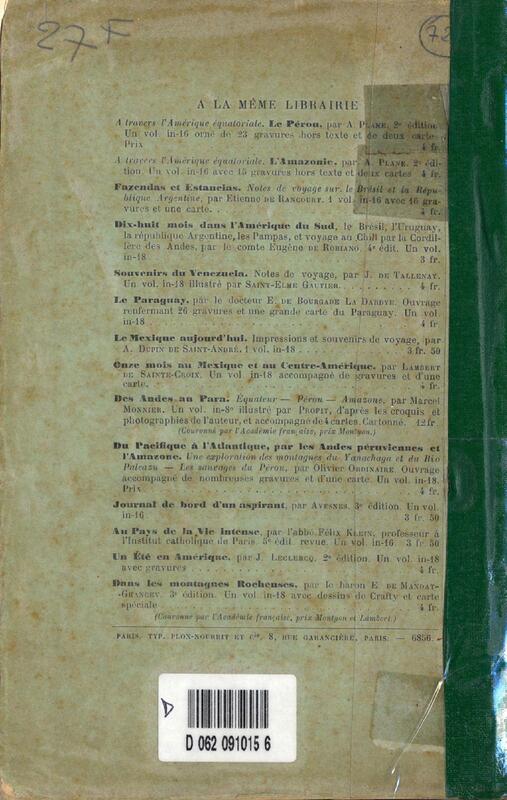 27 F
72
A LA MÊME LIBRAIRIE
A travers l'Amérique équatoriale. Le Pérou, par A. PLANE. 2e édition
Un vol. in-16 orné de 23 gravures hors texte et de deux cartes
Prix 4 fr.
A travers l'Amérique équatoriale. L'Amazonie, par A. PLANE. 2e édi-
tion. Un vol. in-16 avec 15 gravures hors texte et deux cartes 4 fr.
Fazendas et Estancias. Notes de voyage sur le Brésil et la Répu-
blique Argentine, par Etienne DE RANCOURT. 1 vol. in-16 avec 16 gra-
vures et une carte. 4 fr.
Dix-huit mois dans l'Amérique du Sud, le Brésil, l'Uruguay,
la république Argentine, les Pampas, et voyage au Chili par la Cordil-
lère des Andes, par le comte Eugène DE ROBIANO. 4e édit. Un vol.
in-18 3 fr.
Souvenirs du Venezuela. Notes de voyage, par J. DE TALLENAY.
Un vol. in-18 illustré par SAINT-ELME GAUTIER. 4 fr.
Le Paraguay, par le docteur E. DE BOURGADE LA DARDYE. Ouvrage
renfermant 26 gravures et une grande carte du Paraguay. Un vol.
in-18 4 fr
Le Mexique aujourd'hui. Impressions et souvenirs de voyage, par
A. DUPIN DE SAINT-ANDRÉ. 1 vol. in-18 3 fr. 50
Onze mois au Mexique et au Centre-Amérique, par LAMBERT
DE SAINTE-CROIX. Un vol in-18 accompagné de gravures et d'une
carte. 4 fr.
Des Andes au Para. Équateur — Pérou — Amazone, par Marcel
MONNIER. Un vol. in-8° illustré par PROFIT, d'après les croquis et
photographies de l'auteur, et accompagné de 4 cartes. Cartonné. 12 fr
(Couronné par l'Académie française, prix Montyon.)
Du Pacifique à l'Atlantique, par les Andes péruviennes et
l'Amazone. Une exploration des montagnes du Yanachaga et du Rio
Palcazu — Les sauvages du Pérou, par Olivier ORDINAIRE. Ouvrage
accompagné de nombreuses gravures et d'une carte. Un vol. in-18.
Prix 4 fr.
Journal de bord d'un aspirant, par AVESNES. 3e édition. Un vol.
in-16 3 fr. 50
Au Pays de la Vie intense, par l'abbé Félix KLEIN, professeur à
l'Institut catholique de Paris. 5e édit. revue. Un vol. in-16 3 fr. 50
Un Été en Amérique, par J. LECLERCQ. 2e édition. Un vol. in-18
avec gravures 4 fr.
Dans les montagnes Rocheuses, par le baron E. DE MANDAT-
-GRANCEY. 3e édition. Un vol. in-18 avec dessins de Crafty et carte
spéciale 4 fr.
(Couronné par l'Académie française, prix Montyon et Lambert.)
PARIS. TYP. PLON-NOURRIT ET Cie, 8, RUE GARANCIÈRE, PARIS. — 6856.
D 062 091015 6